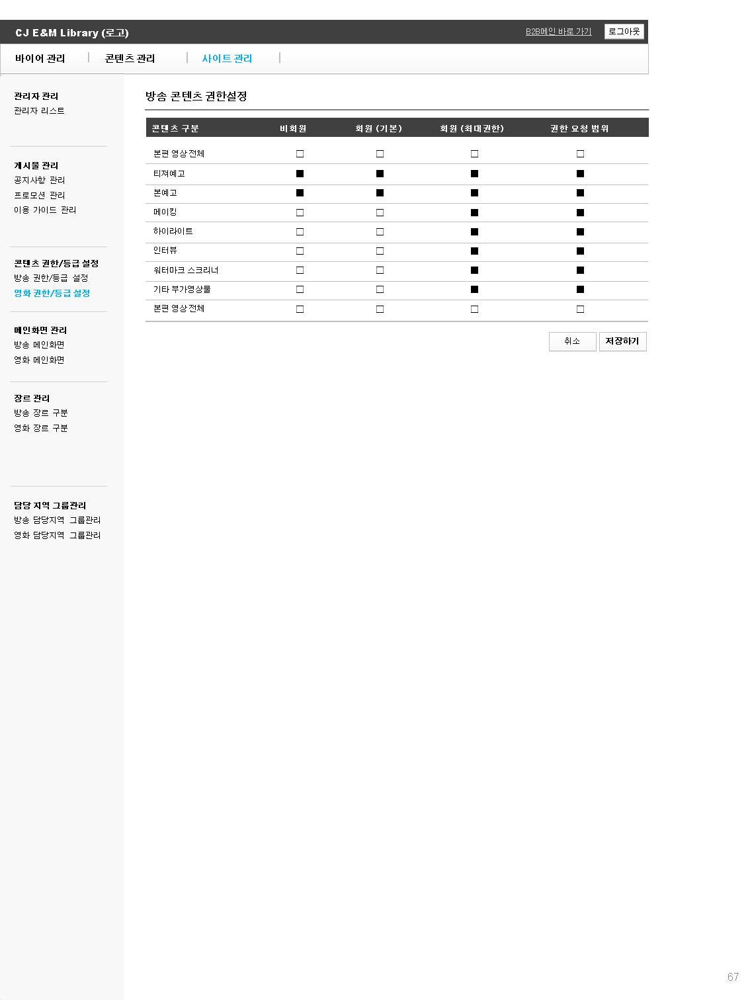 CJ E&M Library (로고)
B2B메인 바로 가기
로그아웃
바이어 관리
콘텐츠 관리
사이트 관리
관리자 관리
관리자 리스트
게시물 관리
공지사항 관리
프로모션 관리
이용 가이드 관리
콘텐츠 권한/등급 설정
방송 권한/등급 설정
영화 권한/등급 설정
메인화면 관리
방송 메인화면
영화 메인화면
장르 관리
방송 장르 구분
영화 장르 구분
담당 지역 그룹관리
방송 담당지역 그룹관리
영화 담당지역 그룹관리
방송 콘텐츠 권한설정
콘텐츠 구분 비회원 회원 (기본) 회원 (최대권한) 권한 요청 범위
본편 영상 전체 □ □ □ □
티져예고 ■ ■ ■ ■
본예고 ■ ■ ■ ■
메이킹 □ □ ■ ■
하이라이트 □ □ ■ ■
인터뷰 □ □ ■ ■
워터마크 스크리너 □ □ ■ ■
기타 부가영상물 □ □ ■ ■
본편 영상 전체 □ □ □ □
취소
저장하기
67